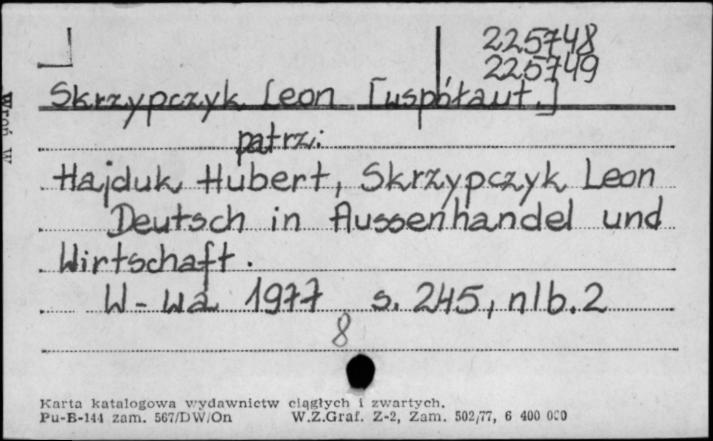 225748
225749
Skrzypczyk Leon [współaut.]
patrz:
Hajduk Hubert, Skrzypczyk Leon
Deutsch in Aussenhandel und
Wirtschaft.
W-wa 1977 s. 245, nlb. 2
8
Karta katalogowa wydawnictw ciągłych i zwartych.
Pu-B-144 zam. 567/DW/On W.Z.Graf. Z-2, Zam. 502/77, 6 400 000